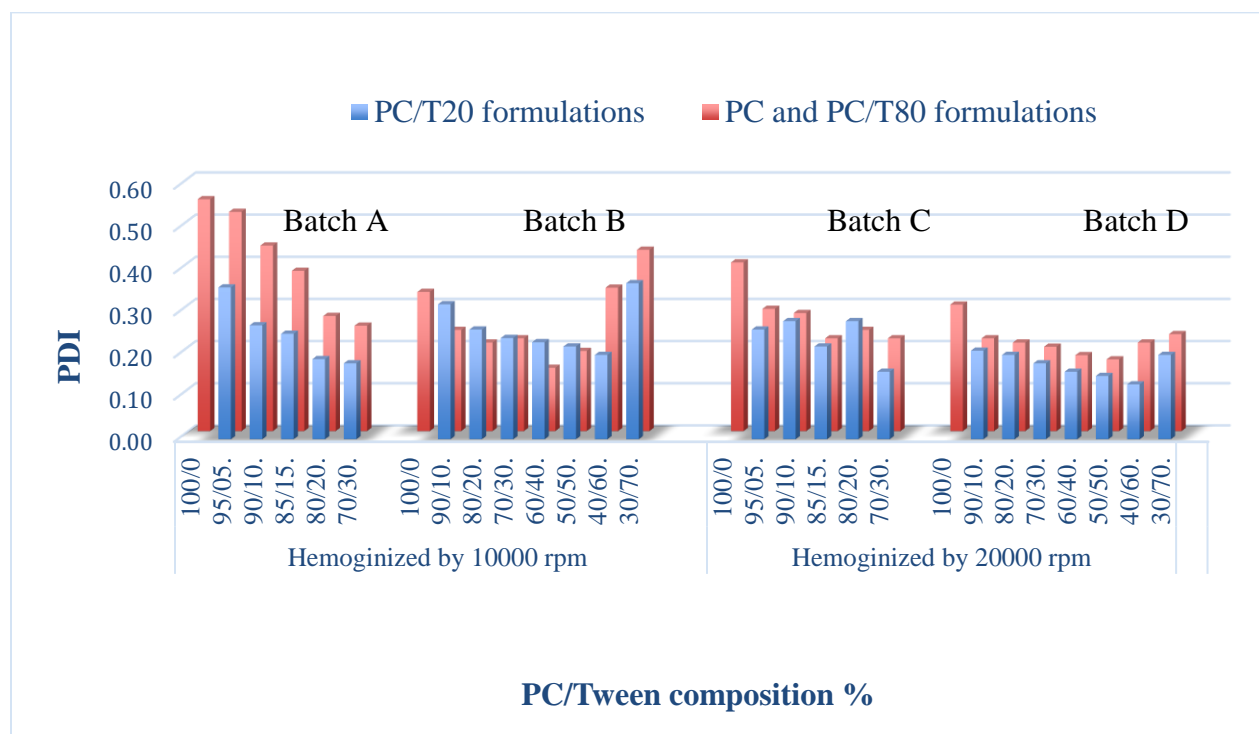 PC/T20 formulations PC and PC/T80 formulations
0.60
0.50
0.40
0.30
0.20
0.10
0.00
PDI
Batch A Batch B Batch C Batch D
100/0 95/05. 90/10. 85/15. 80/20. 70/30. 100/0 90/10. 80/20. 70/30. 60/40. 50/50. 40/60. 30/70. 100/0 95/05. 90/10. 85/15. 80/20. 70/30. 100/0 90/10. 80/20. 70/30. 60/40. 50/50. 40/60. 30/70.
Hemoginized by 10000 rpm Hemoginized by 20000 rpm
PC/Tween composition %